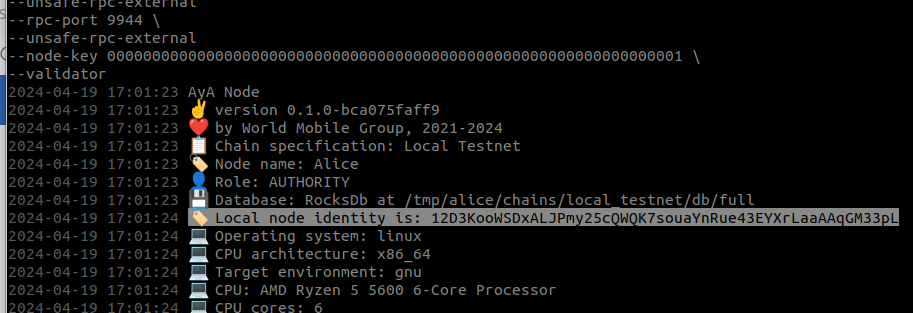 --unsafe-rpc-external
--rpc-port 9944 \
--unsafe-rpc-external
--node-key 0000000000000000000000000000000000000000000000000000000000000001 \
--validator
2024-04-19 17:01:23 AyA Node
2024-04-19 17:01:23 ✌️ version 0.1.0-bca075faff9
2024-04-19 17:01:23 ❤️ by World Mobile Group, 2021-2024
2024-04-19 17:01:23 📋 Chain specification: Local Testnet
2024-04-19 17:01:23 🏷 Node name: Alice
2024-04-19 17:01:23 👤 Role: AUTHORITY
2024-04-19 17:01:23 💾 Database: RocksDb at /tmp/alice/chains/local_testnet/db/full
2024-04-19 17:01:24 🏷 Local node identity is: 12D3KooWSDxALJPmy25cQWQK7souaYnRue43EYXrLaaAAqGM33pL
2024-04-19 17:01:24 💻 Operating system: linux
2024-04-19 17:01:24 💻 CPU architecture: x86_64
2024-04-19 17:01:24 💻 Target environment: gnu
2024-04-19 17:01:24 💻 CPU: AMD Ryzen 5 5600 6-Core Processor
2024-04-19 17:01:24 💻 CPU cores: 6